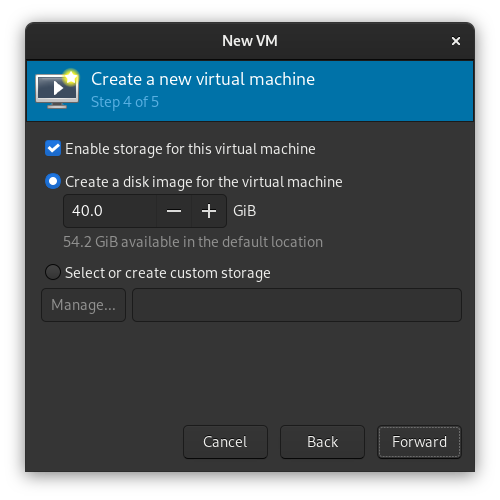 New VM
Create a new virtual machine
Step 4 of 5
Enable storage for this virtual machine
Create a disk image for the virtual machine
40.0 GiB
54.2 GiB available in the default location
Select or create custom storage
Manage...
Cancel Back Forward